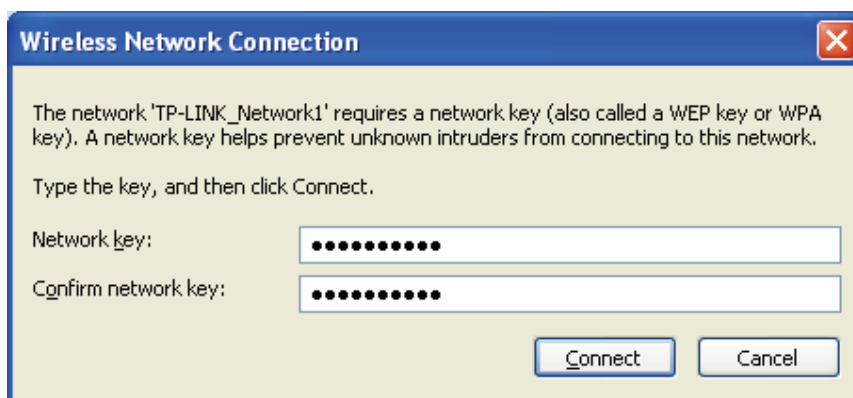 Wireless Network Connection
The network 'TP-LINK_Network1' requires a network key (also called a WEP key or WPA
key). A network key helps prevent unknown intruders from connecting to this network.
Type the key, and then click Connect.
Network key: ••••••••••
Confirm network key: ••••••••••
Connect Cancel